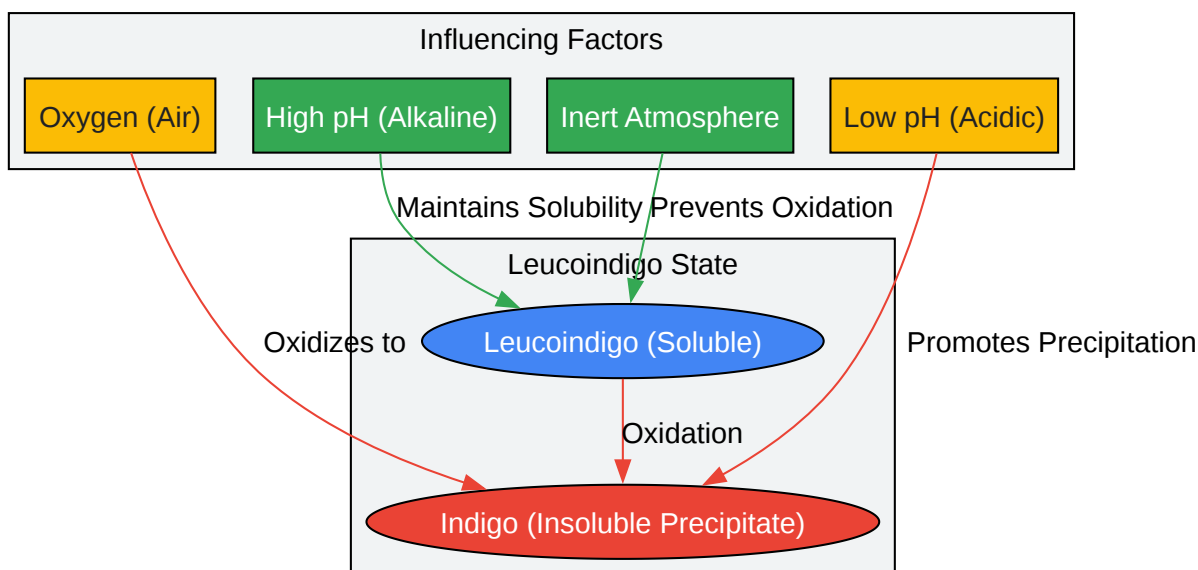 Influencing Factors
Oxygen (Air)
High pH (Alkaline)
Inert Atmosphere
Low pH (Acidic)
Maintains Solubility
Prevents Oxidation
Leucoindigo State
Oxidizes to
Leucoindigo (Soluble)
Promotes Precipitation
Oxidation
Indigo (Insoluble Precipitate)